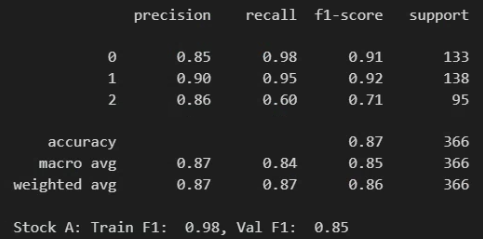 precision recall f1-score support
0 0.85 0.98 0.91 133
1 0.90 0.95 0.92 138
2 0.86 0.60 0.71 95
accuracy 0.87 366
macro avg 0.87 0.84 0.85 366
weighted avg 0.87 0.87 0.86 366
Stock A: Train F1: 0.98, Val F1: 0.85